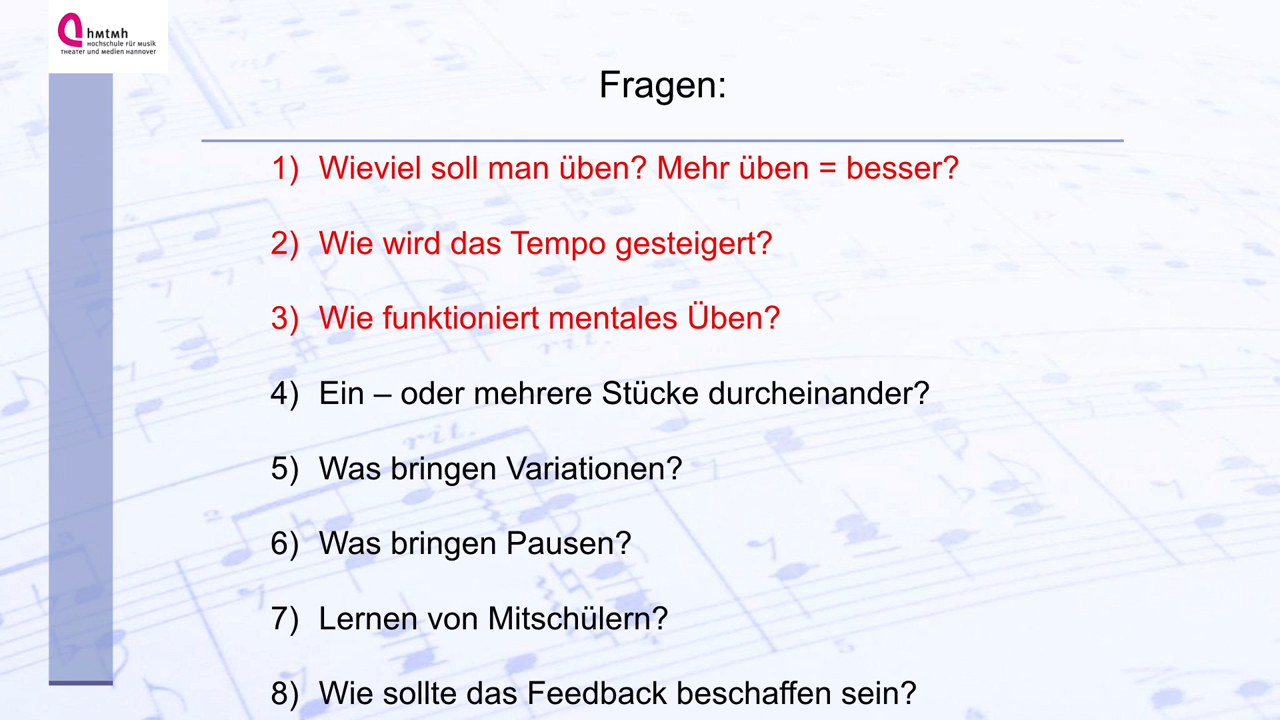 hmtmh
Hochschule für Musik
Theater und Medien Hannover
Fragen:
1) Wieviel soll man üben? Mehr üben = besser?
2) Wie wird das Tempo gesteigert?
3) Wie funktioniert mentales Üben?
4) Ein – oder mehrere Stücke durcheinander?
rit.
rit.
5) Was bringen Variationen?
6) Was bringen Pausen?
7) Lernen von Mitschülern?
8) Wie sollte das Feedback beschaffen sein?